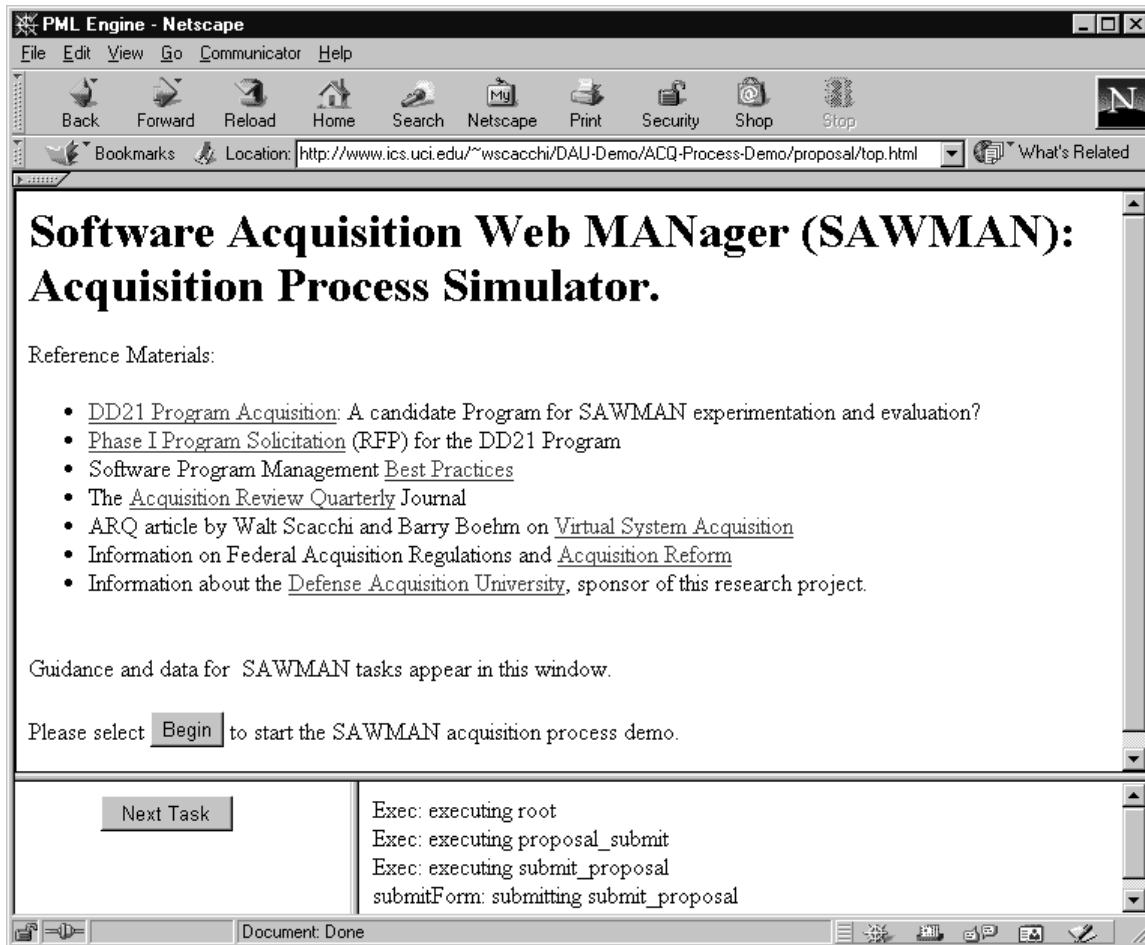 PML Engine - Netscape
File Edit View Go Communicator Help
Back Forward Reload Home Search Netscape Print Security Shop Stop
My
N
Bookmarks Location: http://www.ics.uci.edu/~wscacchi/DAU-Demo/ACQ-Process-Demo/proposal/top.html What's Related
Software Acquisition Web MANager (SAWMAN):
Acquisition Process Simulator.
Reference Materials:
• DD21 Program Acquisition: A candidate Program for SAWMAN experimentation and evaluation?
• Phase I Program Solicitation (RFP) for the DD21 Program
• Software Program Management Best Practices
• The Acquisition Review Quarterly Journal
• ARQ article by Walt Scacchi and Barry Boehm on Virtual System Acquisition
• Information on Federal Acquisition Regulations and Acquisition Reform
• Information about the Defense Acquisition University, sponsor of this research project.
Guidance and data for SAWMAN tasks appear in this window.
Please select Begin to start the SAWMAN acquisition process demo.
Next Task
Exec: executing root
Exec: executing proposal_submit
Exec: executing submit_proposal
submitForm: submitting submit_proposal
Document: Done